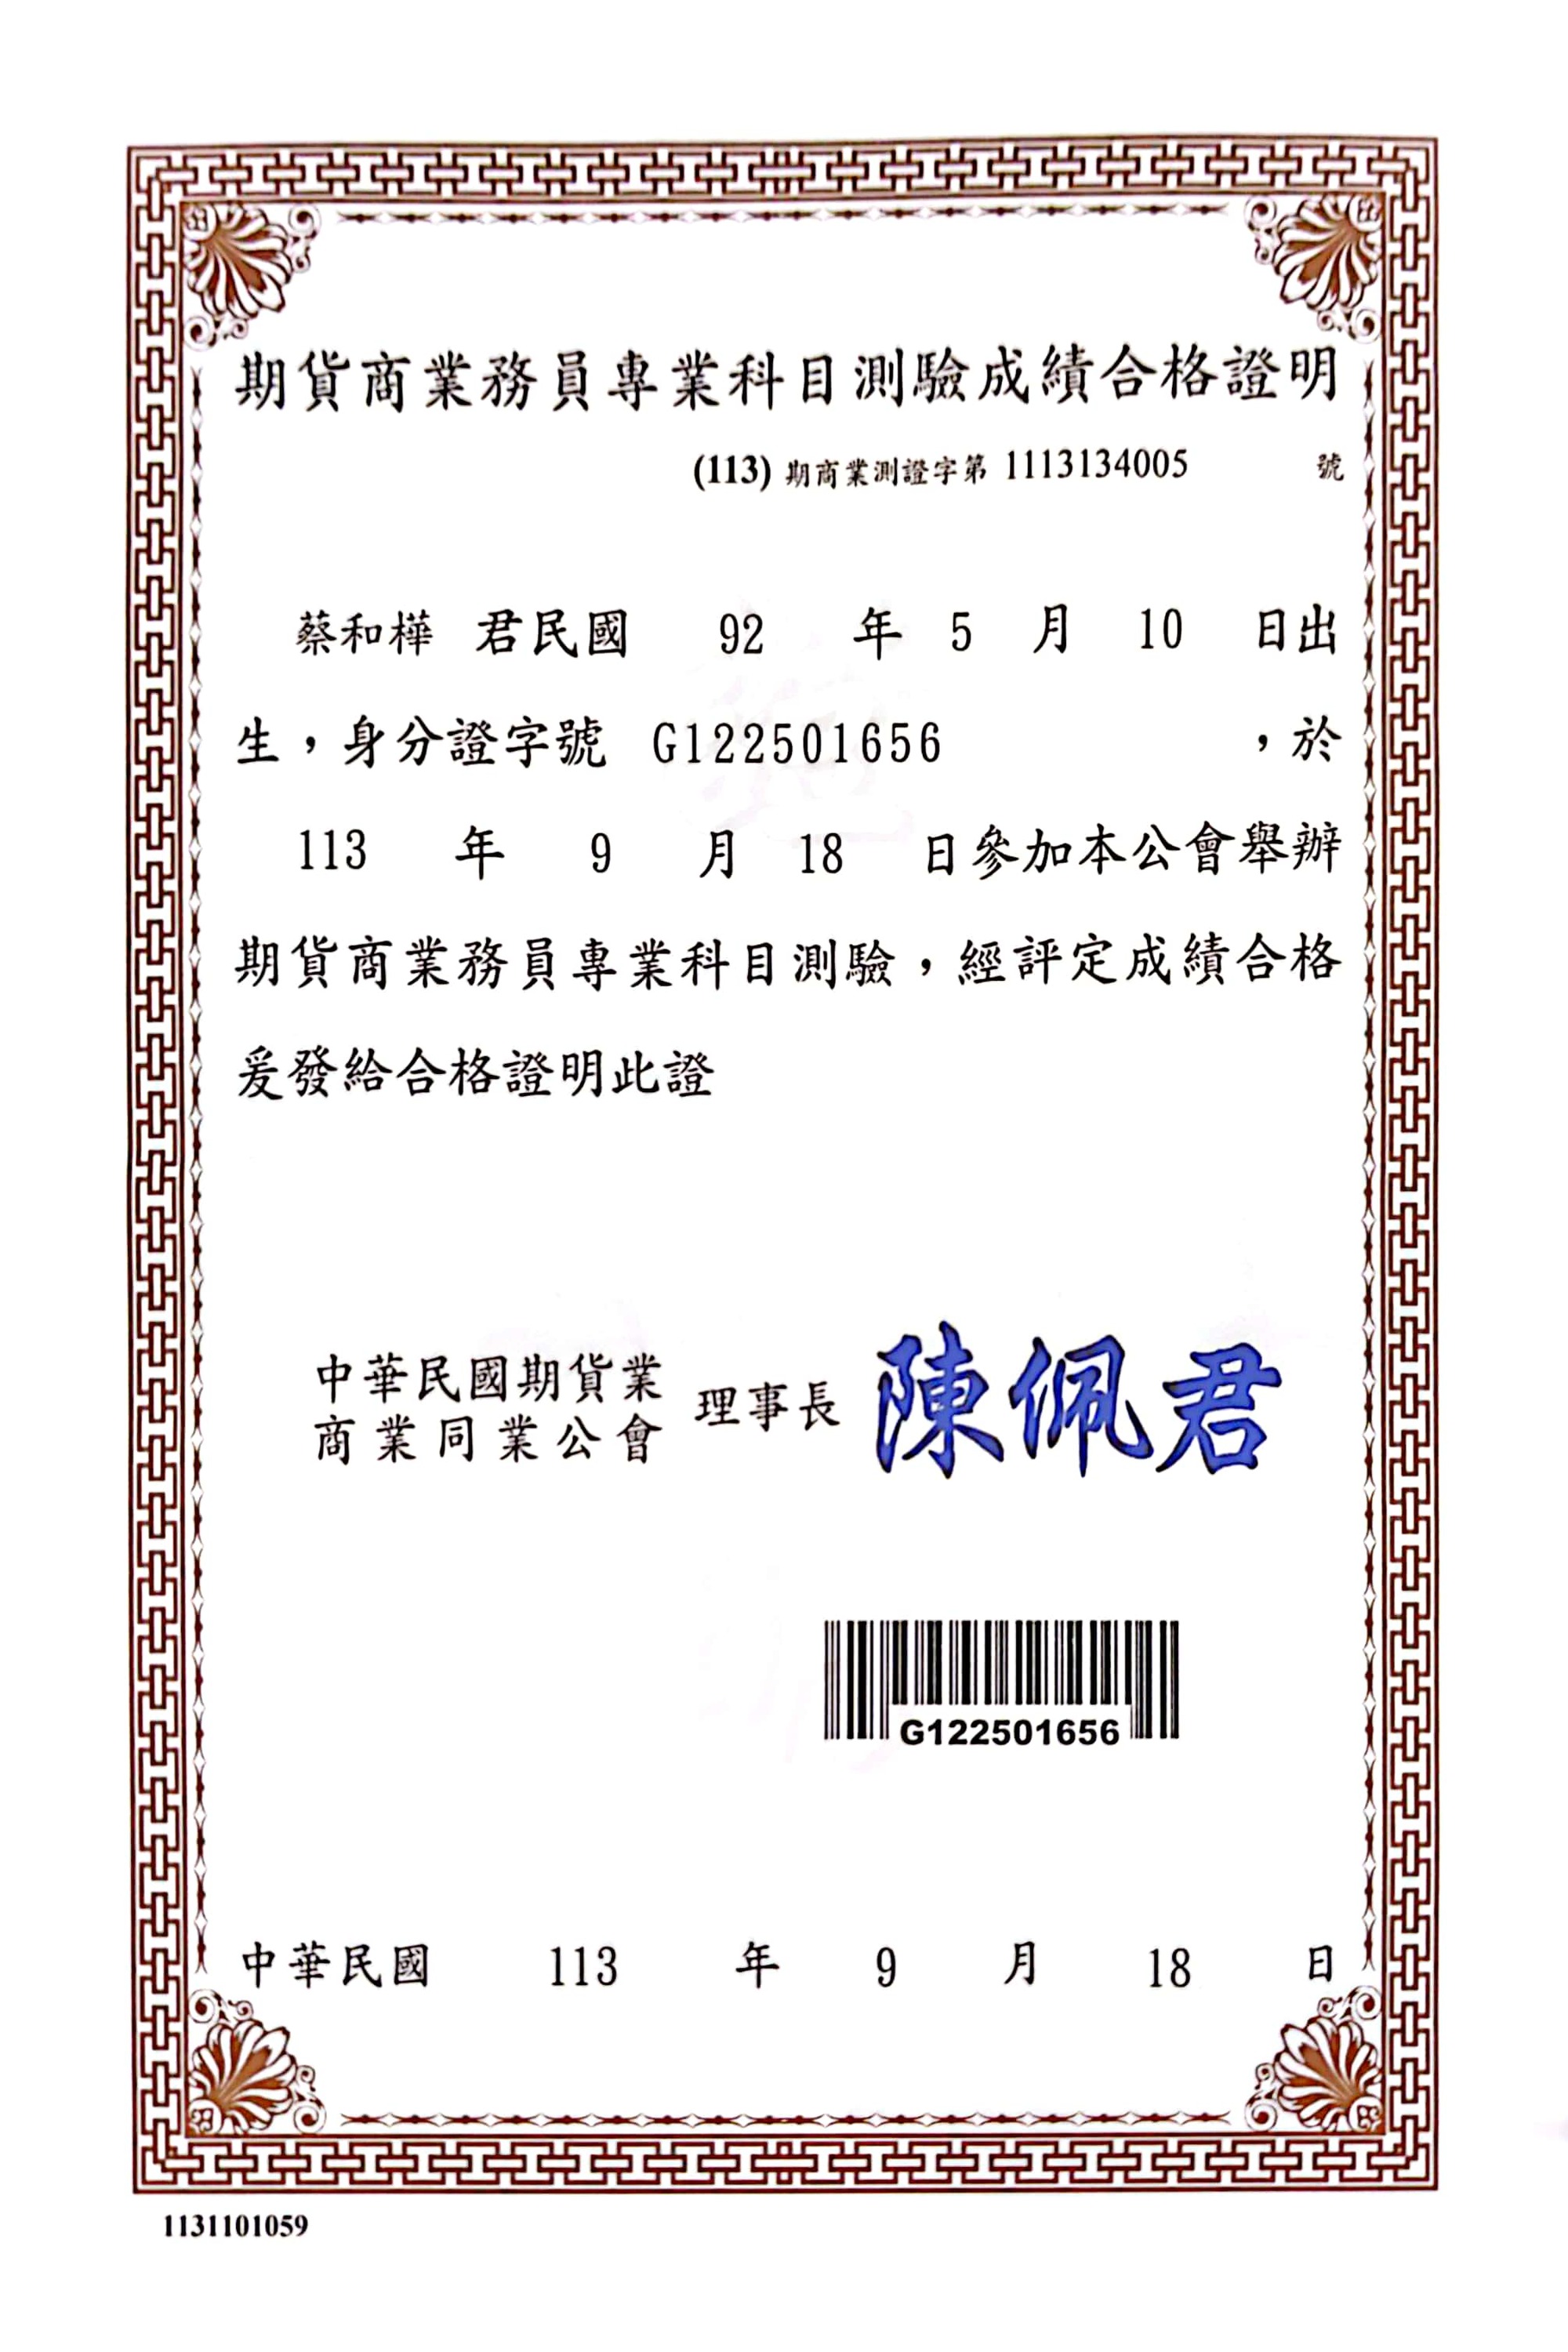 期貨商業務員專業科目測驗成績合格證明
(113) 期商業測證字第 1113134005 號
蔡和樺 君民國 92 年 5 月 10 日出
生，身分證字號 G122501656 ，於
113 年 9 月 18 日參加本公會舉辦
期貨商業務員專業科目測驗，經評定成績合格
爰發給合格證明此證
中華民國期貨業
商業同業公會 理事長 陳佩君
G122501656
中華民國 113 年 9 月 18 日
1131101059